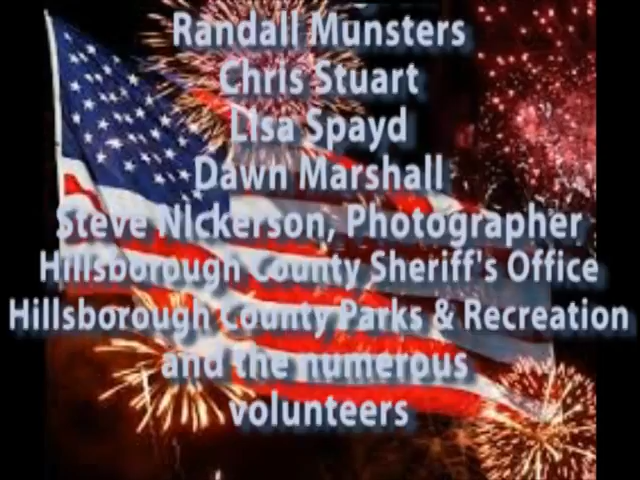 Randall Munsters
Chris Stuart
Lisa Spayd
Dawn Marshall
Steve Nickerson, Photographer
Hillsborough County Sheriff's Office
Hillsborough County Parks & Recreation
and the numerous
volunteers